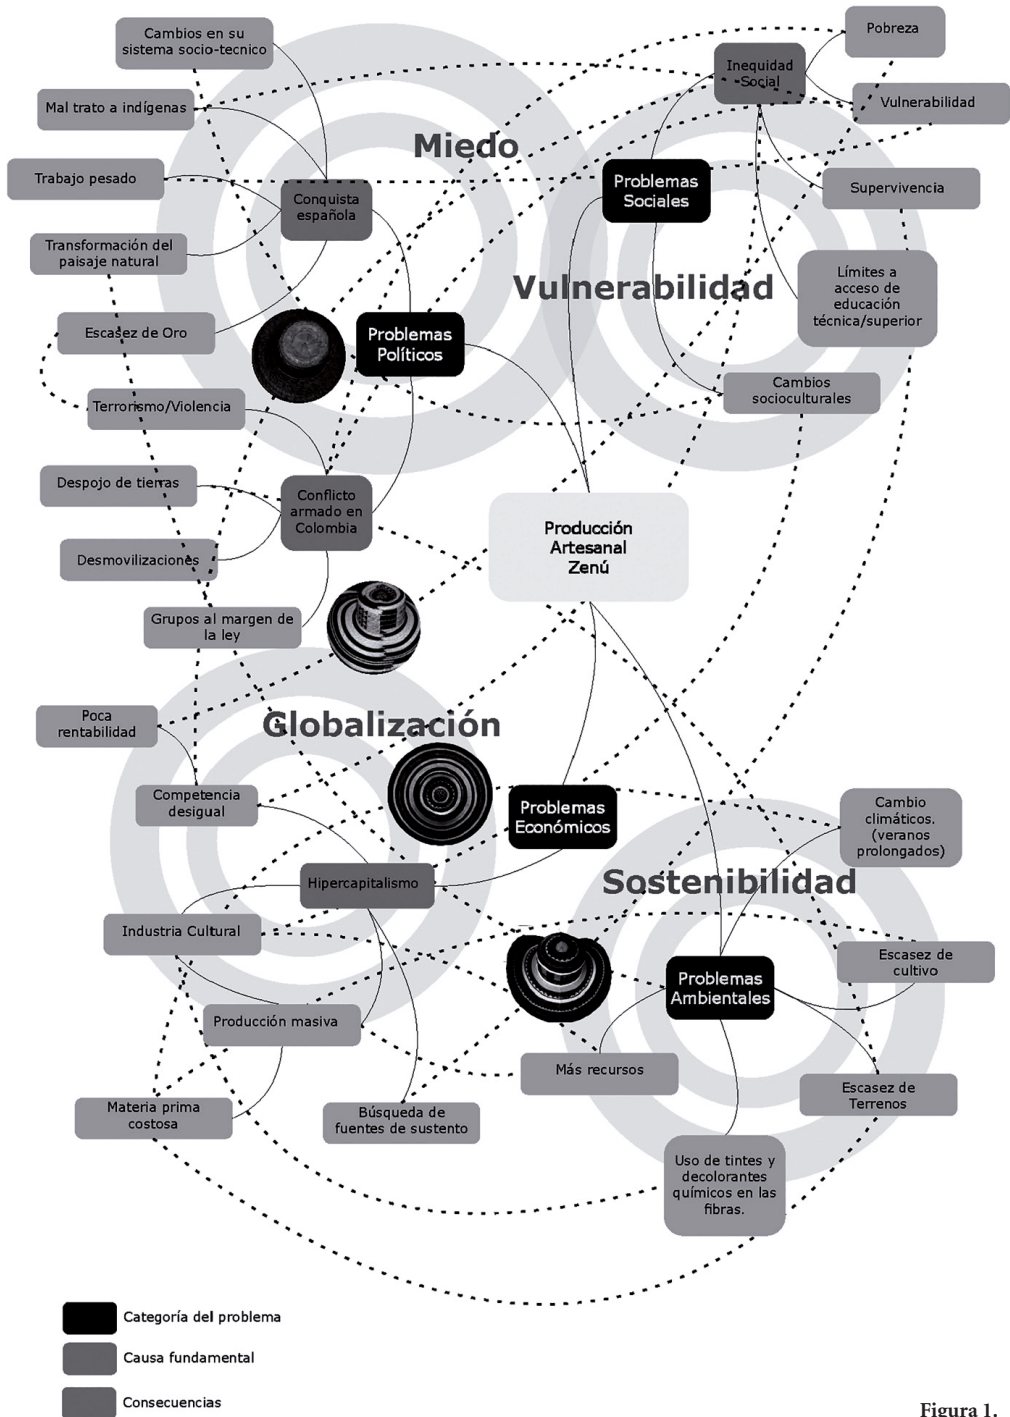 Cambios en su
sistema socio-tecnico
Mal trato a indígenas
Trabajo pesado
Transformación del
paisaje natural
Escasez de Oro
Terrorismo/Violencia
Despojo de tierras
Desmovilizaciones
Grupos al margen de
la ley
Miedo
Conquista
española
Problemas
Políticos
Conflicto
armado en
Colombia
Pobreza
Inequidad
Social
Vulnerabilidad
Problemas
Sociales
Supervivencia
Vulnerabilidad
Límites a
acceso de
educación
técnica/superior
Cambios
socioculturales
Producción
Artesanal
Zenú
Poca
rentabilidad
Globalización
Competencia
desigual
Problemas
Económicos
Hipercapitalismo
Industria Cultural
Producción masiva
Materia prima
costosa
Búsqueda de
fuentes de sustento
Cambio
climáticos.
(veranos
prolongados)
Sostenibilidad
Escasez de
cultivo
Problemas
Ambientales
Más recursos
Escasez de
Terrenos
Uso de tintes y
decolorantes
químicos en las
fibras.
Categoría del problema
Causa fundamental
Consecuencias
Figura 1.